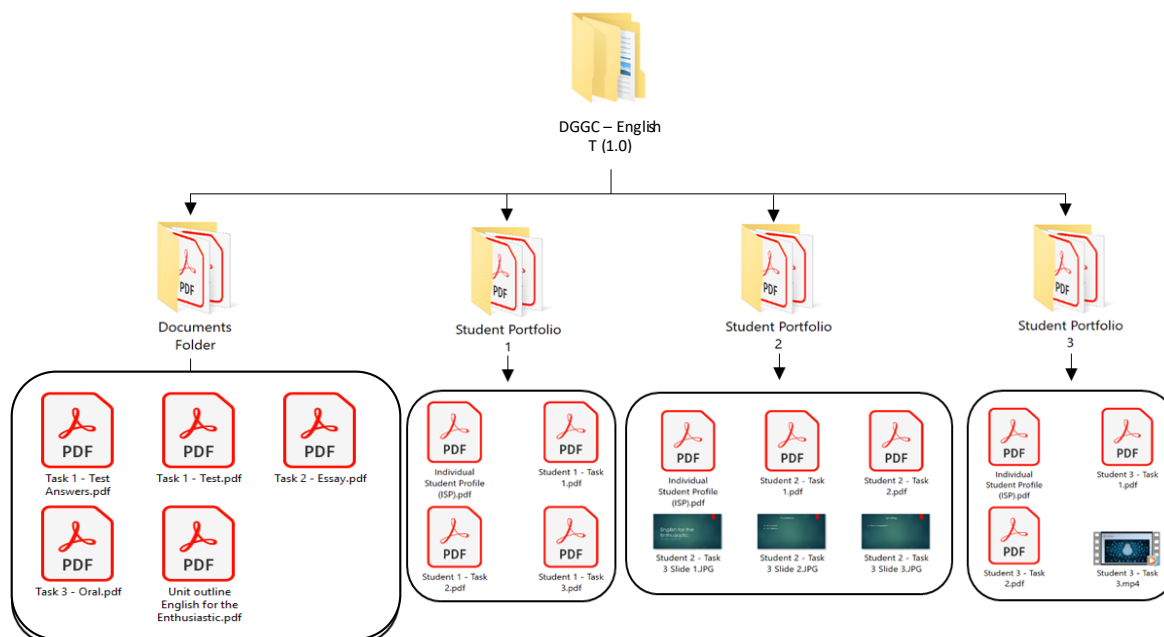 DGGC – English
T (1.0)
Documents
Folder
Student Portfolio
1
Student Portfolio
2
Student Portfolio
3
PDF
Task 1 - Test
Answers.pdf
PDF
Task 1 - Test.pdf
PDF
Task 2 - Essay.pdf
PDF
Task 3 - Oral.pdf
PDF
Unit outline
English for the
Enthusiastic.pdf
PDF
Individual
Student Profile
(ISP).pdf
PDF
Student 1 - Task
1.pdf
PDF
Student 1 - Task
2.pdf
PDF
Student 1 - Task
3.pdf
PDF
Individual
Student Profile
(ISP).pdf
PDF
Student 2 - Task
1.pdf
PDF
Student 2 - Task
2.pdf
English for the
Enthusiastic
Student 2 - Task
3 Slide 1.JPG
Student 2 - Task
3 Slide 2.JPG
Student 2 - Task
3 Slide 3.JPG
PDF
Individual
Student Profile
(ISP).pdf
PDF
Student 3 - Task
1.pdf
PDF
Student 3 - Task
2.pdf
Student 3 - Task
3.mp4